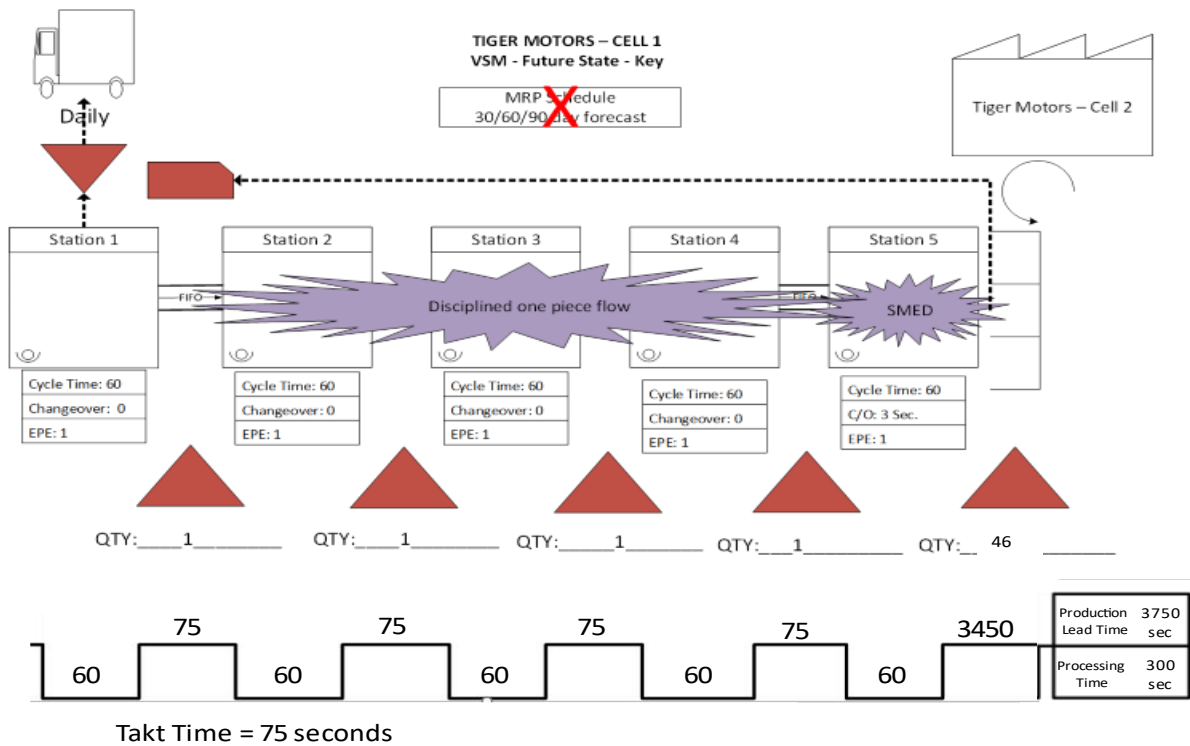 TIGER MOTORS – CELL 1
VSM - Future State - Key
MRP Schedule
30/60/90 day forecast
Daily
Tiger Motors – Cell 2
Station 1
Station 2
Station 3
Station 4
Station 5
FIFO
Disciplined one piece flow
FIFO
SMED
Cycle Time: 60
Changeover: 0
EPE: 1
Cycle Time: 60
Changeover: 0
EPE: 1
Cycle Time: 60
Changeover: 0
EPE: 1
Cycle Time: 60
Changeover: 0
EPE: 1
Cycle Time: 60
C/O: 3 Sec.
EPE: 1
QTY:____1________
QTY:____1________
QTY:____1________
QTY:___1_________
QTY:__ 46 _______
75
75
75
75
3450
60
60
60
60
60
Production Lead Time 3750 sec
Processing Time 300 sec
Takt Time = 75 seconds